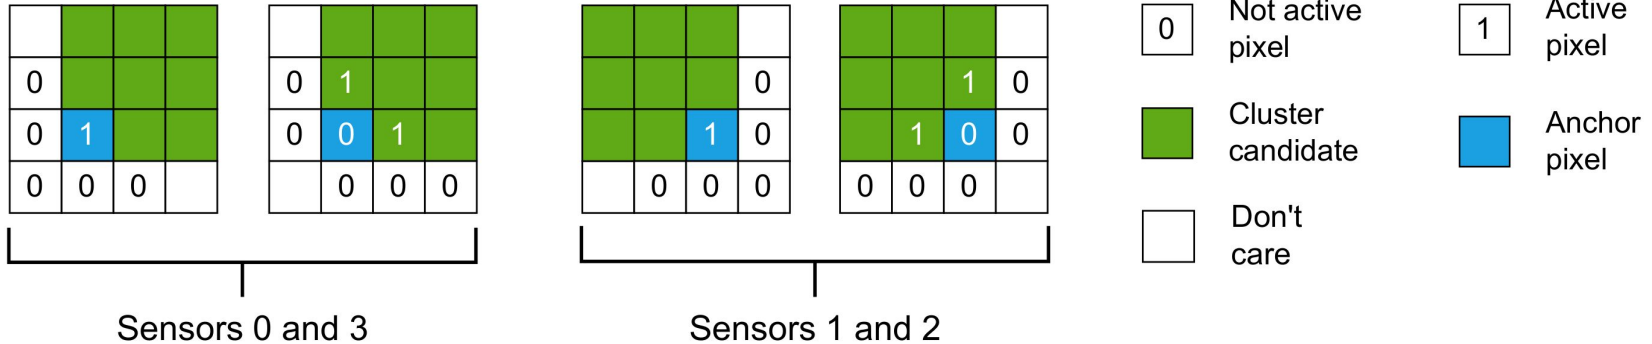 0
0 1
0 0 0
0 1
0 0 1
0 0 0
0
1 0
0 0 0
1 0
1 0 0
0 0 0
Sensors 0 and 3
Sensors 1 and 2
0
Not active
pixel
1
Active
pixel
Cluster
candidate
Anchor
pixel
Don't
care